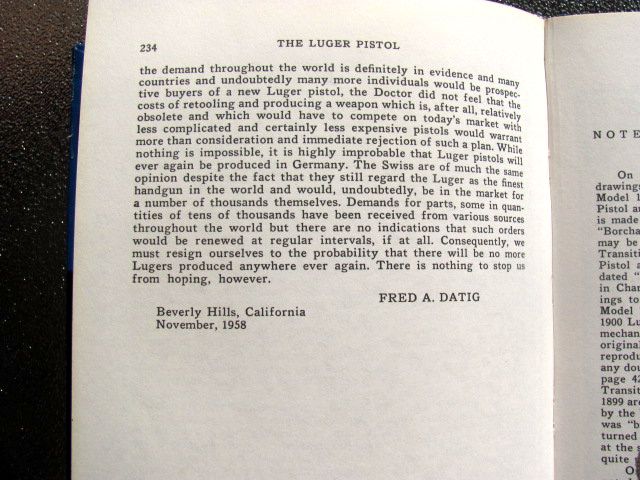 234
THE LUGER PISTOL
the demand throughout the world is definitely in evidence and many
countries and undoubtedly many more individuals would be prospec-
tive buyers of a new Luger pistol, the Doctor did not feel that the
costs of retooling and producing a weapon which is, after all, relatively
obsolete and which would have to compete on today's market with
less complicated and certainly less expensive pistols would warrant
more than consideration and immediate rejection of such a plan. While
nothing is impossible, it is highly improbable that Luger pistols will
ever again be produced in Germany. The Swiss are of much the same
opinion despite the fact that they still regard the Luger as the finest
handgun in the world and would, undoubtedly, be in the market for
a number of thousands themselves. Demands for parts, some in quan-
tities of tens of thousands have been received from various sources
throughout the world but there are no indications that such orders
would be renewed at regular intervals, if at all. Consequently, we
must resign ourselves to the probability that there will be no more
Lugers produced anywhere ever again. There is nothing to stop us
from hoping, however.
FRED A. DATIG
Beverly Hills, California
November, 1958
NOTE
On
drawings
Model 1
Pistol a
is made
"Borcha
may be
Transiti
Pistol a
dated "
in Char
ings to
Model
1900 Lu
mechan
original
reprodu
any dou
page 42
Transit
1899 are
by the
was "b
turned
at the s
quite